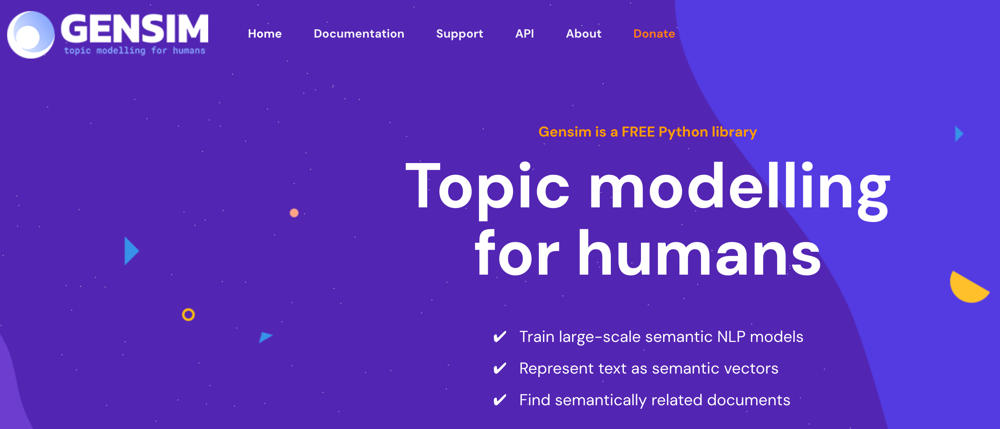 GENSIM
topic modelling for humans
Home Documentation Support API About Donate
Gensim is a FREE Python library
Topic modelling
for humans
✔ Train large-scale semantic NLP models
✔ Represent text as semantic vectors
✔ Find semantically related documents